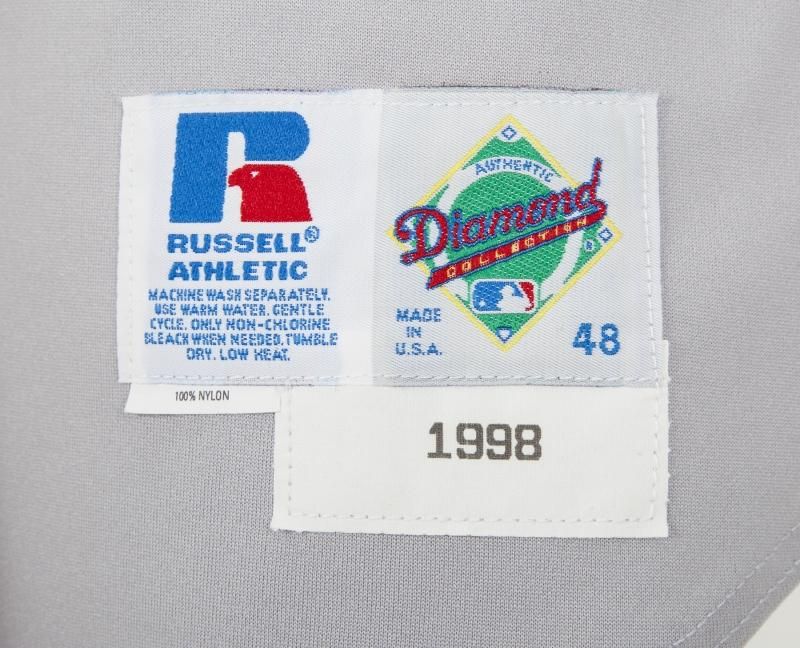 RUSSELL®
ATHLETIC
MACHINE WASH SEPARATELY.
USE WARM WATER. GENTLE
CYCLE. ONLY NON-CHLORINE
BLEACH WHEN NEEDED. TUMBLE
DRY. LOW HEAT.
AUTHENTIC
Diamond
COLLECTION ®
MADE
IN
U.S.A.
48
100% NYLON
1998